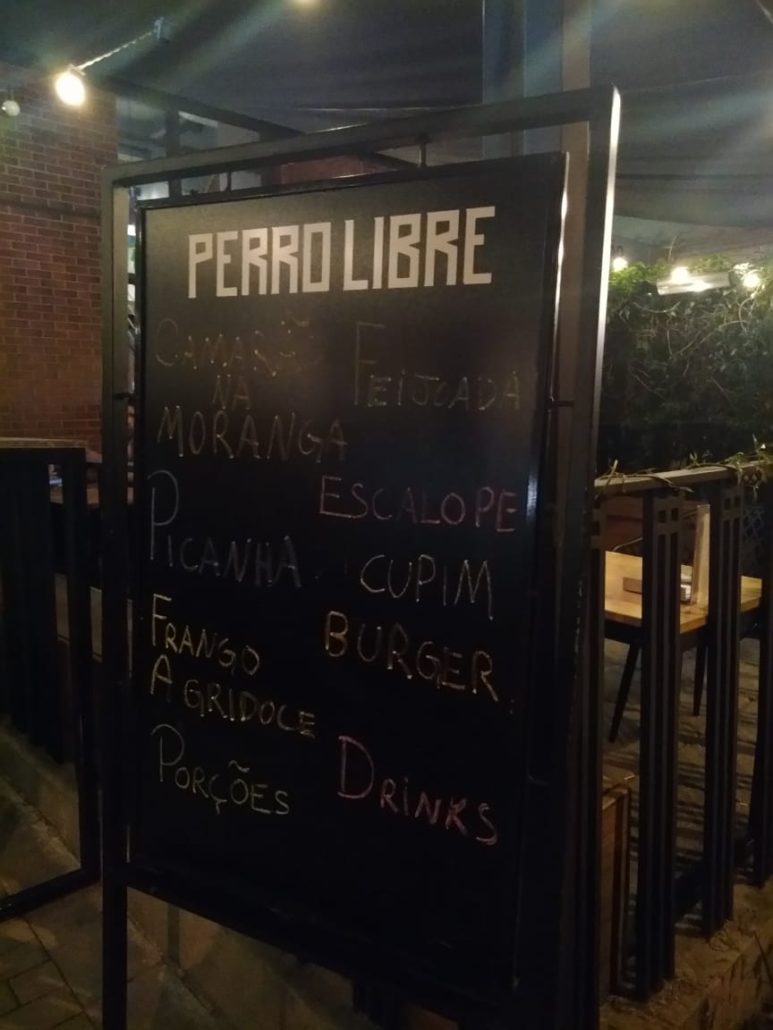 PERRO LIBRE
CAMARÃO
NA
MORANGA
FEIJOADA
PICANHA
ESCALOPE
CUPIM
FRANGO
AGRIDOCE
BURGER
PORÇÕES
DRINKS